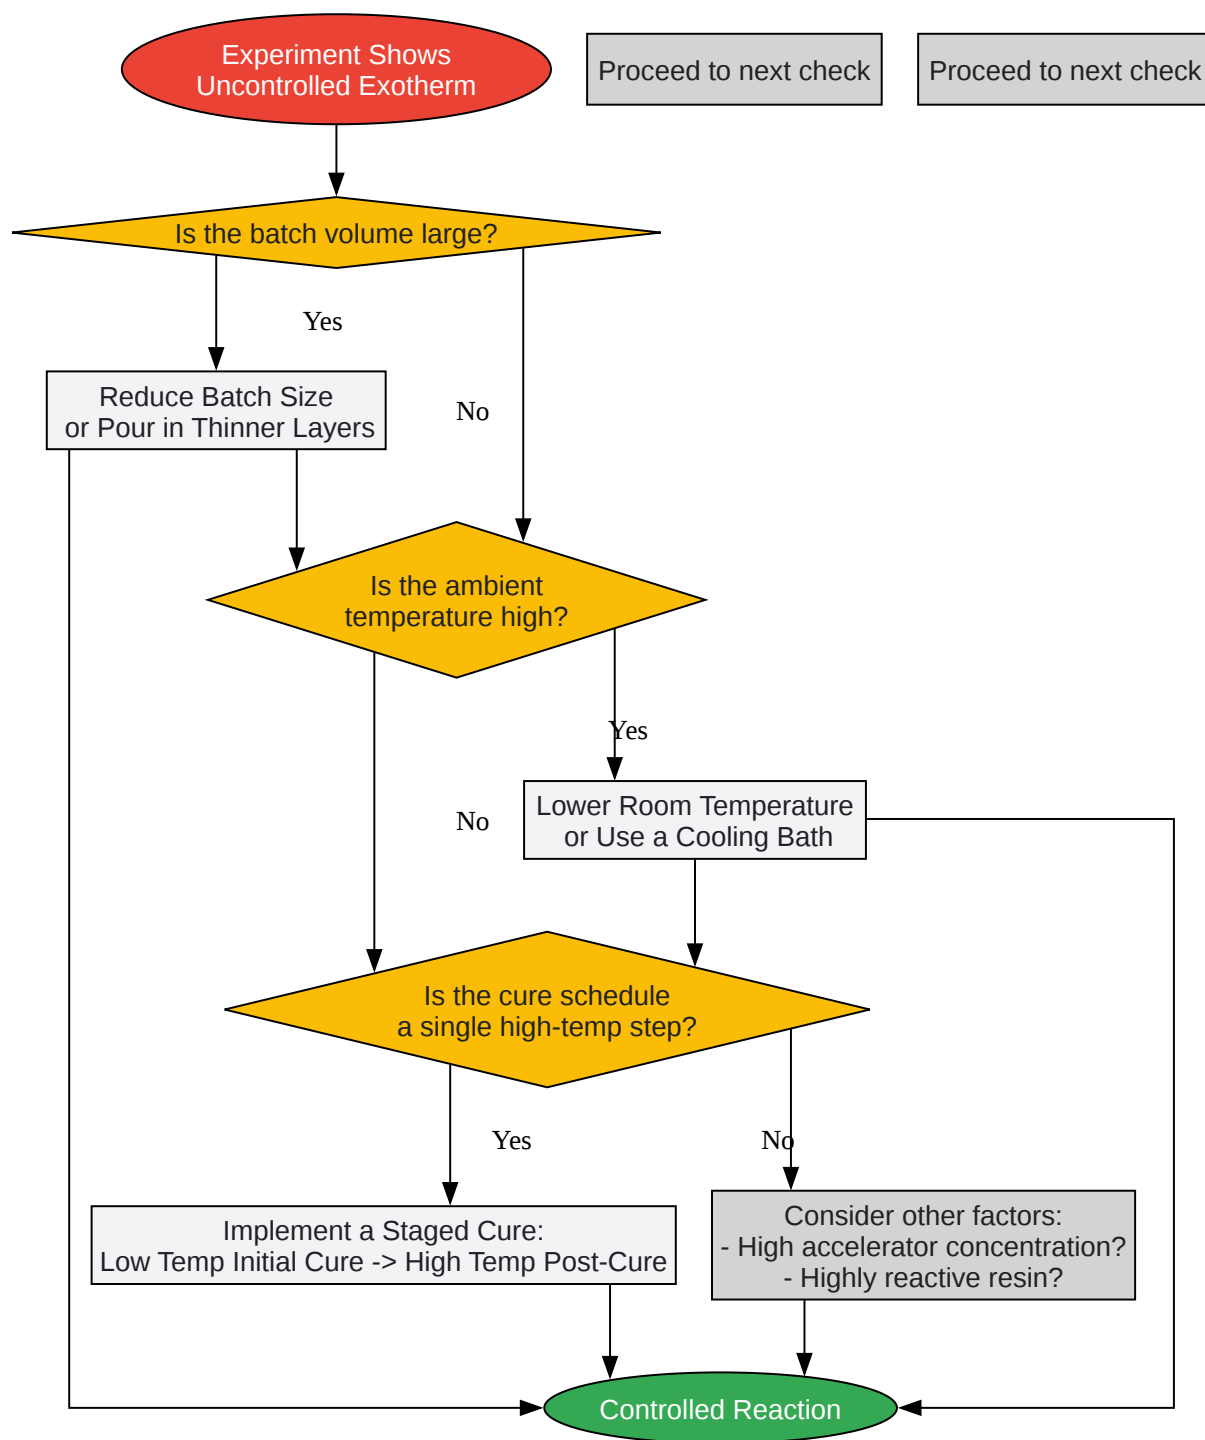 Experiment Shows
Uncontrolled Exotherm
Proceed to next check
Proceed to next check
Is the batch volume large?
Yes
Reduce Batch Size
or Pour in Thinner Layers
No
Is the ambient
temperature high?
Yes
Lower Room Temperature
or Use a Cooling Bath
No
Is the cure schedule
a single high-temp step?
Yes
No
Implement a Staged Cure:
Low Temp Initial Cure -> High Temp Post-Cure
Consider other factors:
- High accelerator concentration?
- Highly reactive resin?
Controlled Reaction